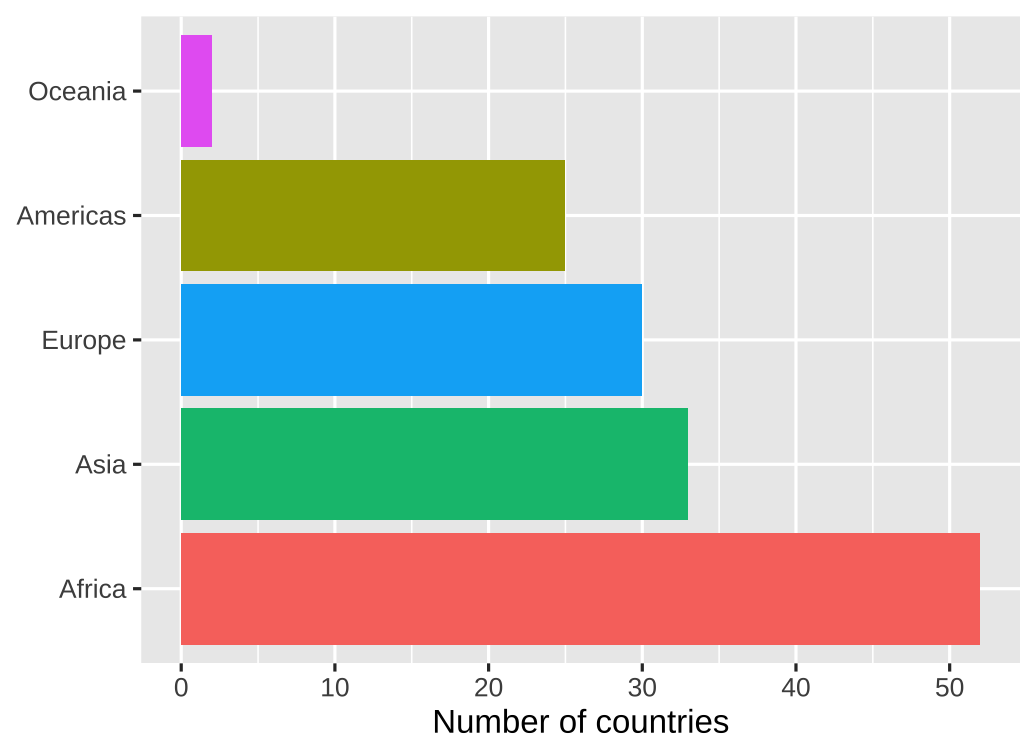 Oceania
Americas
Europe
Asia
Africa
0 10 20 30 40 50
Number of countries